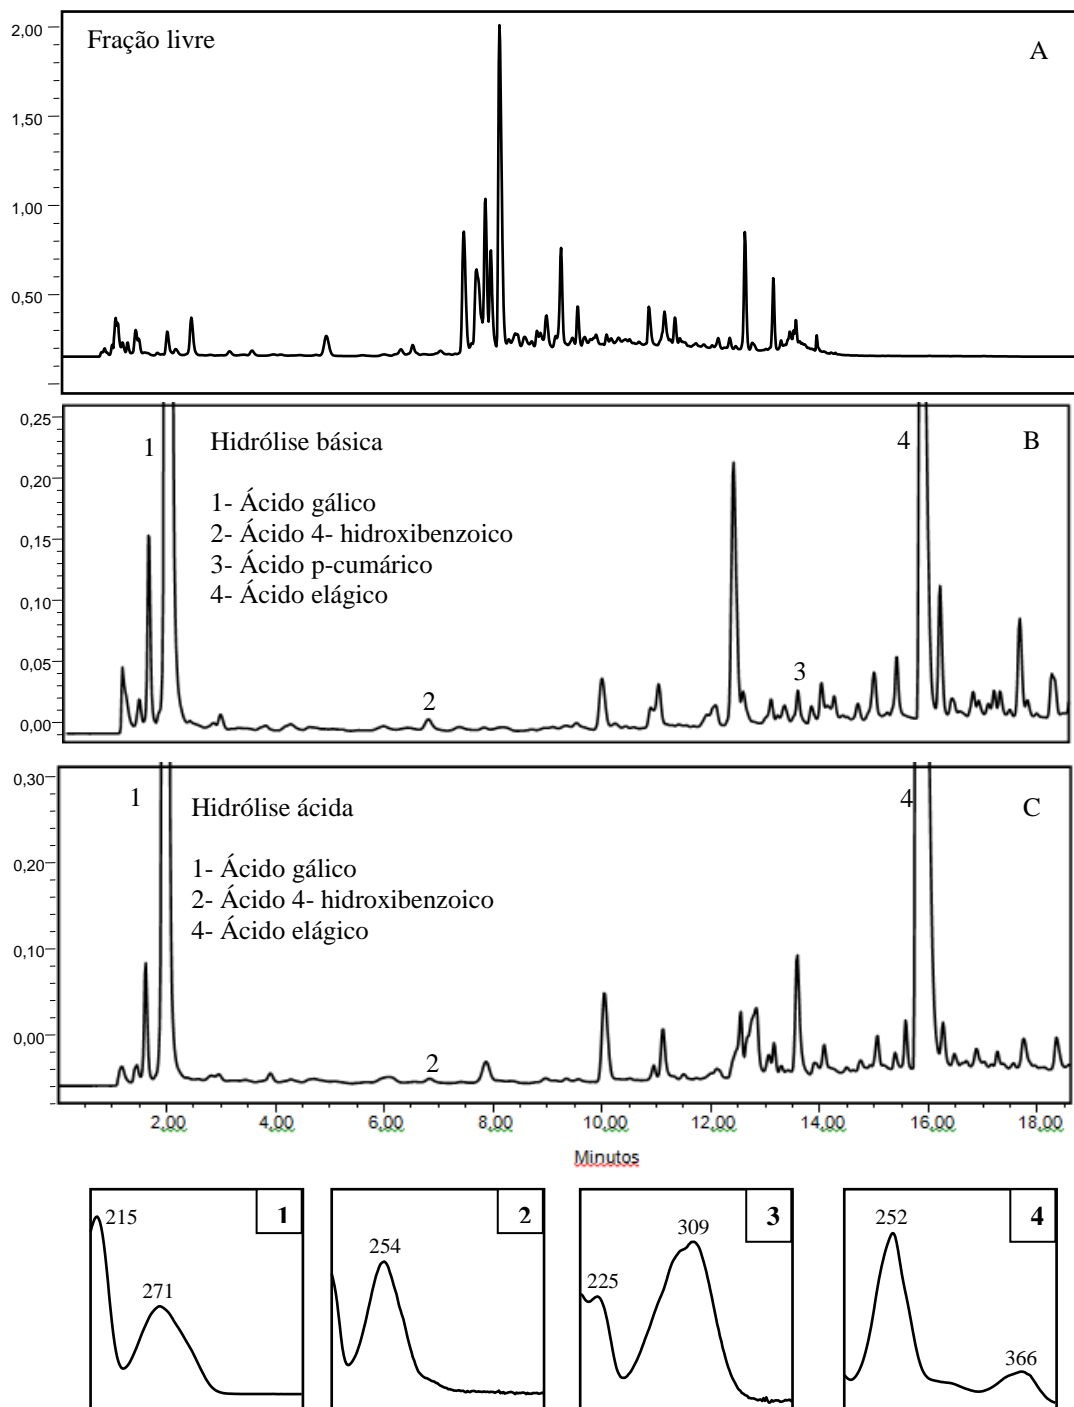 Fração livre
A
2,00
1,50
1,00
0,50
1
Hidrólise básica
4
B
1- Ácido gálico
2- Ácido 4- hidroxibenzoico
3- Ácido p-cumárico
4- Ácido elágico
2
3
0,25
0,20
0,15
0,10
0,05
0,00
1
Hidrólise ácida
4
C
1- Ácido gálico
2- Ácido 4- hidroxibenzoico
4- Ácido elágico
2
0,30
0,20
0,10
0,00
2,00 4,00 6,00 8,00 10,00 12,00 14,00 16,00 18,00
Minutos
1
215
271
2
254
3
225
309
4
252
366